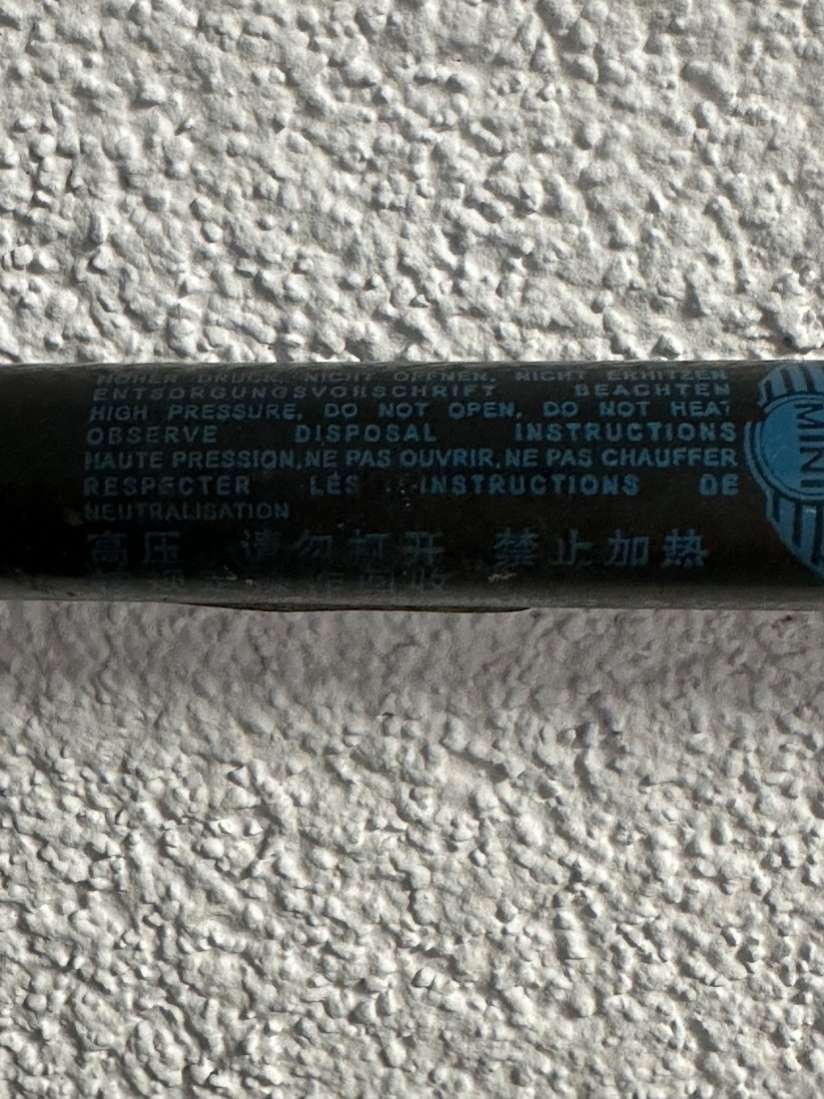 HOHER DRUCK, NICHT ÖFFNEN, NICHT ERHITZEN
ENTSORGUNGSVORSCHRIFT BEACHTEN
HIGH PRESSURE, DO NOT OPEN, DO NOT HEAT
OBSERVE DISPOSAL INSTRUCTIONS
HAUTE PRESSION, NE PAS OUVRIR, NE PAS CHAUFFER
RESPECTER LES INSTRUCTIONS DE
NEUTRALISATION
高压 请勿打开 禁止加热
MINI